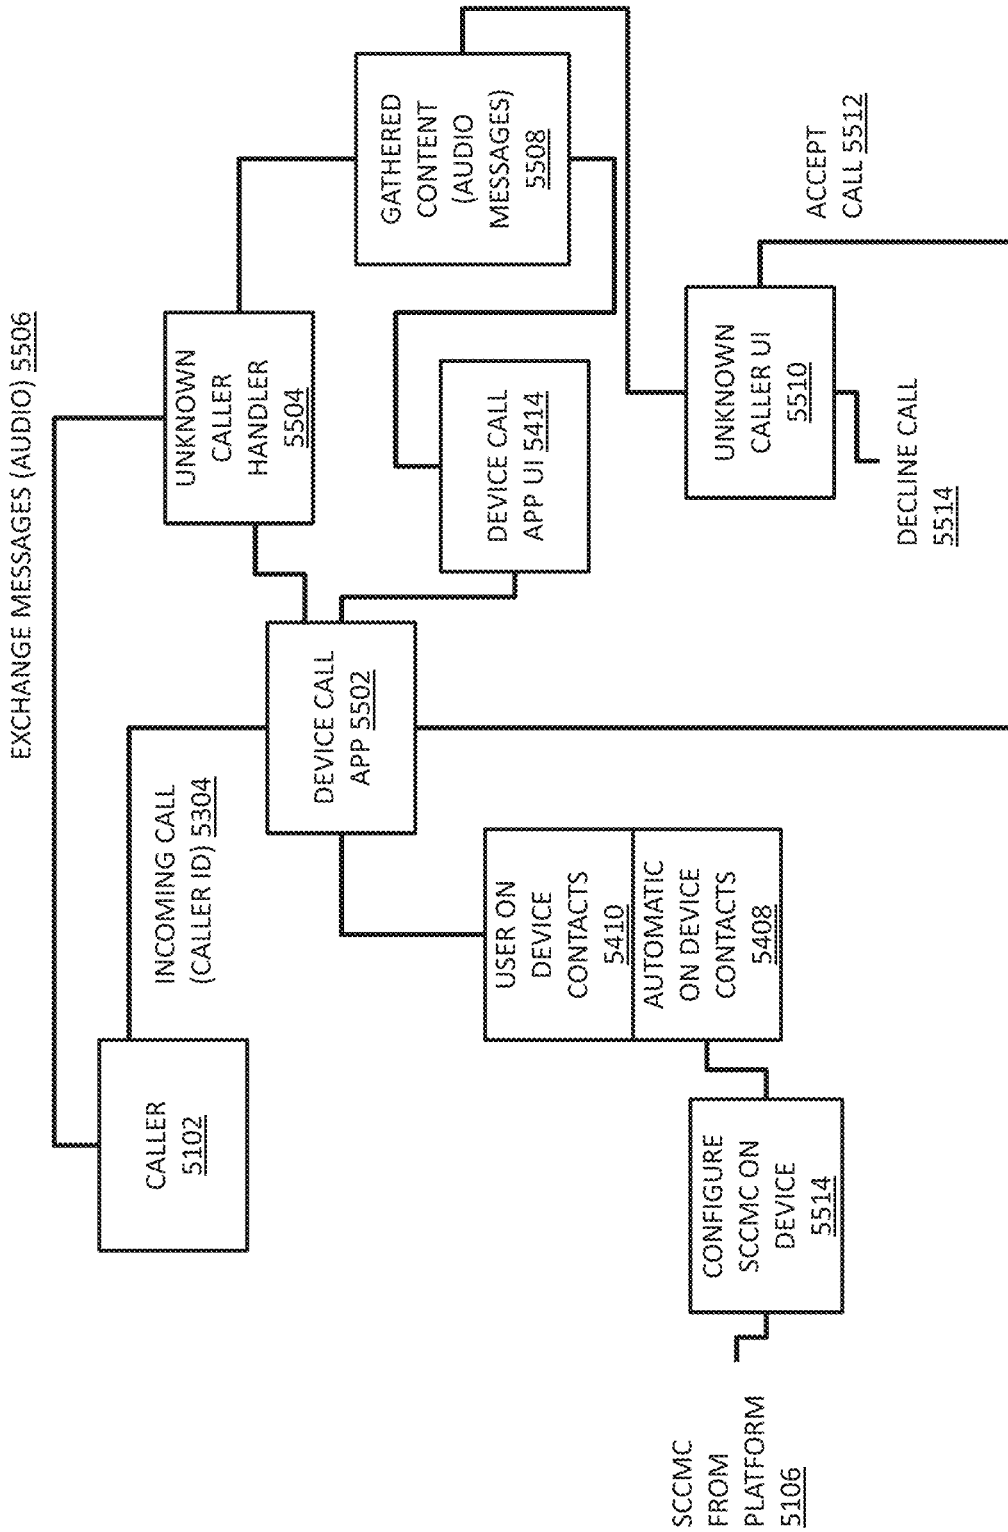 EXCHANGE MESSAGES (AUDIO) 5506
CALLER
5102
INCOMING CALL
(CALLER ID) 5304
UNKNOWN
CALLER
HANDLER
5504
GATHERED
CONTENT
(AUDIO
MESSAGES)
5508
DEVICE CALL
APP 5502
DEVICE CALL
APP UI 5414
USER ON
DEVICE
CONTACTS
5410
AUTOMATIC
ON DEVICE
CONTACTS
5408
UNKNOWN
CALLER UI
5510
ACCEPT
CALL 5512
DECLINE CALL
5514
CONFIGURE
SCCMC ON
DEVICE
5514
SCCMC
FROM
PLATFORM
5106